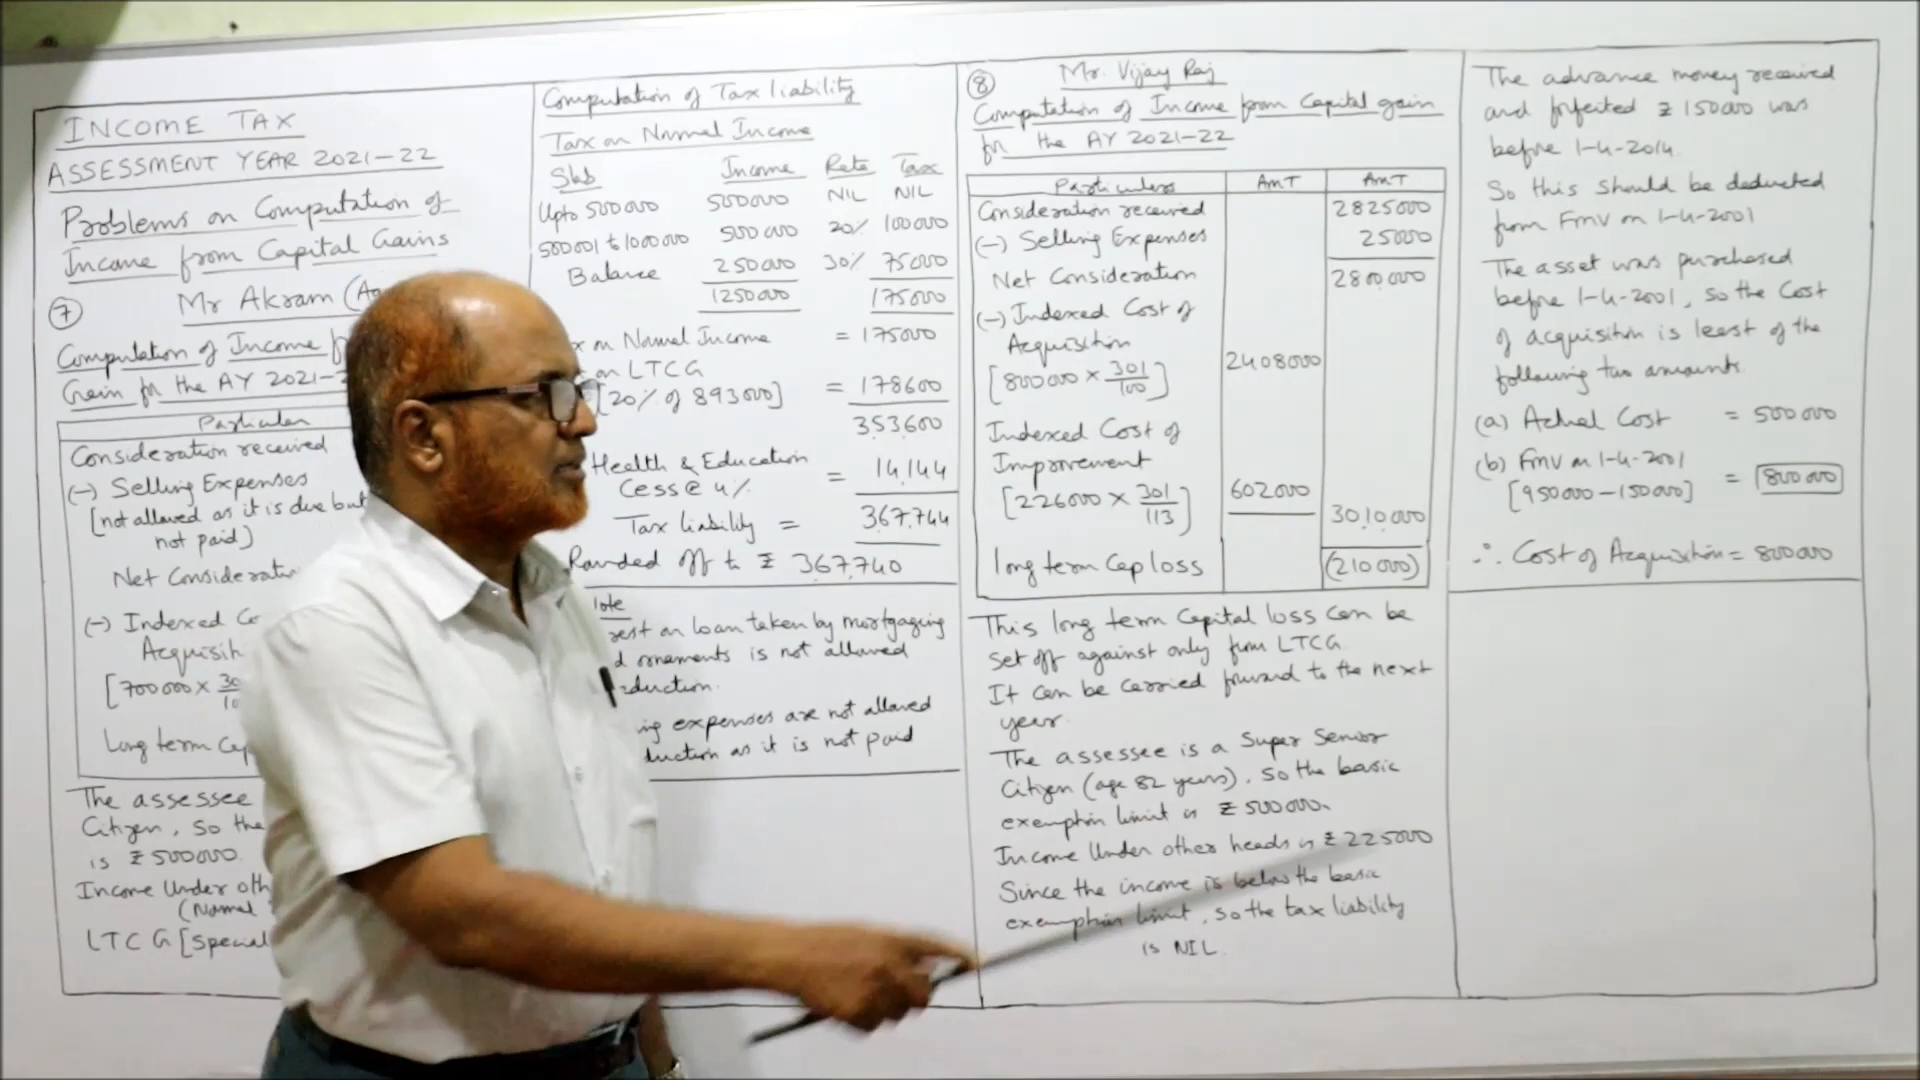 INCOME TAX
ASSESSMENT YEAR 2021-22
Problems on Computation of
Income from Capital Gains
7 Mr Akram
Computation of Income
Gain for the AY 2021-
Particulars
Consideration received
(-) Selling Expenses
[not allowed as it is due but
not paid]
Net
(-) Indexed
[700000 ×
Long term
The assessee
Citizen, So the
is ₹ 500000.
Income Under
LTCG [Special
Computation of Tax liability
Tax on Normal Income
Slab Income Rate Tax
Upto 500000 500000 NIL NIL
500001 to 1000000 500000 20% 100000
Balance 250000 30% 75000
1250000 175000
on Normal Income = 175000
on LTCG
[20% of 893000] = 178600
353600
Health & Education
Cess @ 4% = 14,144
Tax liability = 367,744
Rounded off to ₹ 367,740
on loan taken by mortgaging
ornaments is not allowed
expenses are not allowed
as it is not paid
8 Mr. Vijay Raj
Computation of Income from Capital gain
for the AY 2021-22
Particulars AMT AMT
Consideration received 2825000
(-) Selling Expenses 25000
Net Consideration 2800000
(-) Indexed Cost of
Acquisition
[800000 × 301/100] 2408000
Indexed Cost of
Improvement
[226000 × 301/113] 602000 30,10,000
long term Cap loss (210000)
This long term Capital loss can be
Set off against only from LTCG.
It can be carried forward to the next
year.
The assessee is a Super Senior
Citizen (age 82 years), So the basic
exemption limit is ₹ 500000.
Income Under other heads is ₹ 225000
Since the income is below the basic
exemption limit, so the tax liability
is NIL.
The advance money received
and forfeited ₹ 150000 was
before 1-4-2014.
So this should be deducted
from FMV on 1-4-2001
The asset was purchased
before 1-4-2001, so the Cost
of acquisition is least of the
following two amounts.
(a) Actual Cost = 500000
(b) FMV on 1-4-2001
[950000 - 150000] = 800000
∴ Cost of Acquisition = 800000